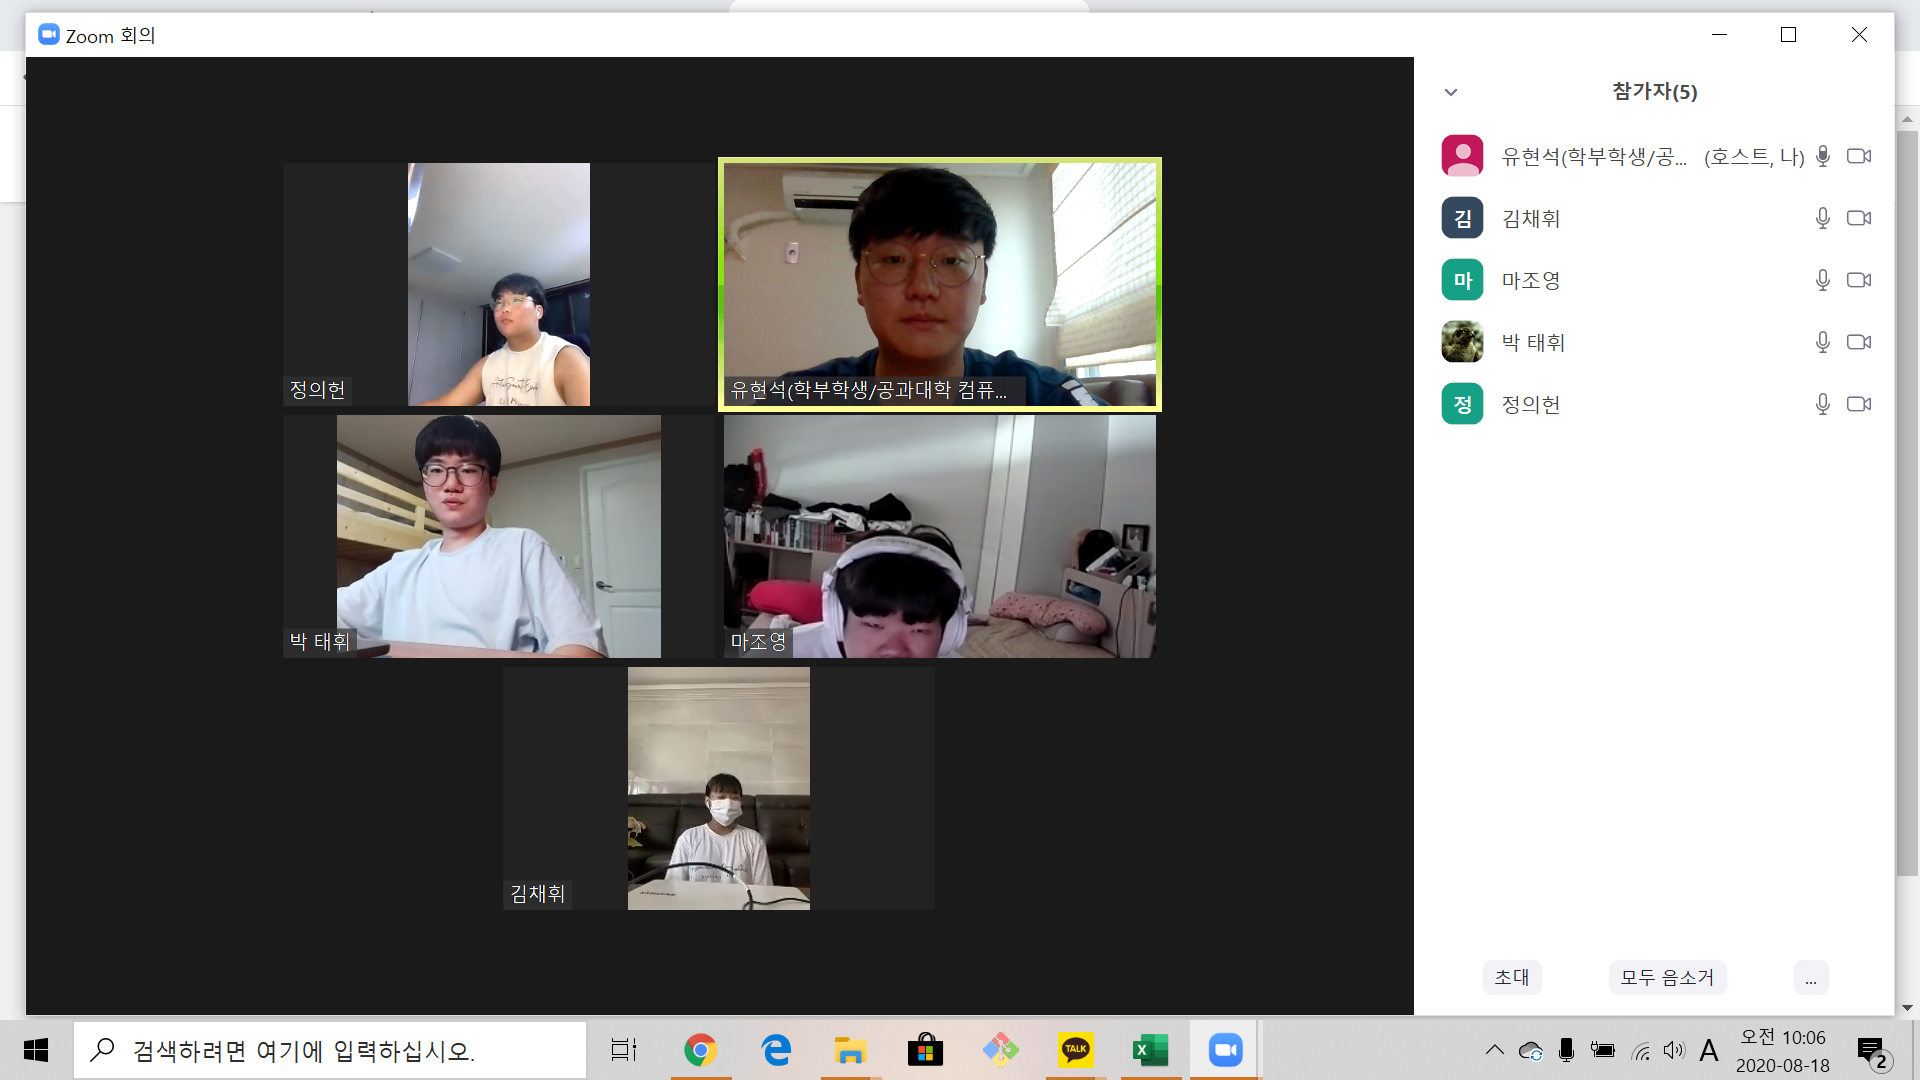 Zoom 회의
정의헌
유현석(학부학생/공과대학 컴퓨...
박 태휘
마조영
김채휘
참가자(5)
유현석(학부학생/공... (호스트, 나)
김 김채휘
마 마조영
박 태휘
정 정의헌
초대 모두 음소거 ...
검색하려면 여기에 입력하십시오.
TALK
A
오전 10:06
2020-08-18
2